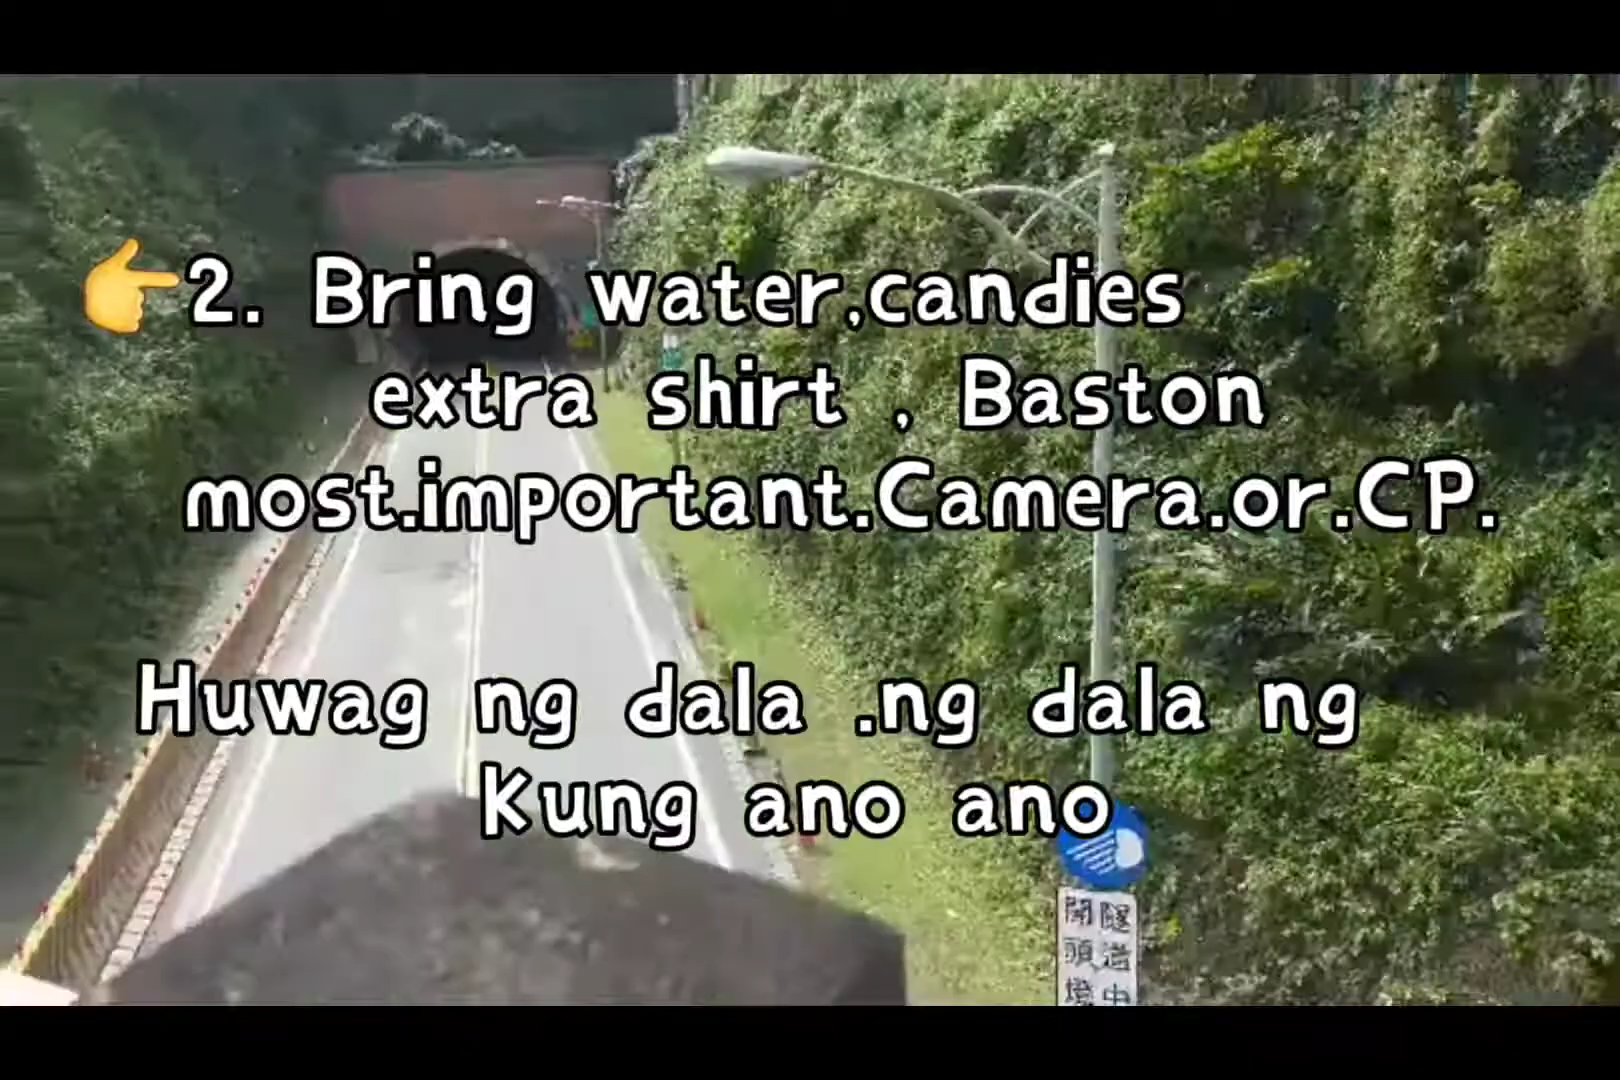 👉2. Bring water,candies
extra shirt , Baston
most.important.Camera.or.CP.
Huwag ng dala .ng dala ng
Kung ano ano
隧道中
開頭燈